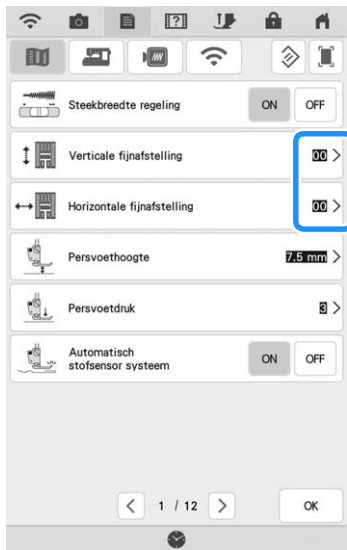 Steekbreedte regeling ON OFF
Verticale fijnafstelling 00 >
Horizontale fijnafstelling 00 >
Persvoethoogte 7.5 mm >
Persvoetdruk 3 >
Automatisch
stofsensor systeem ON OFF
< 1 / 12 > OK